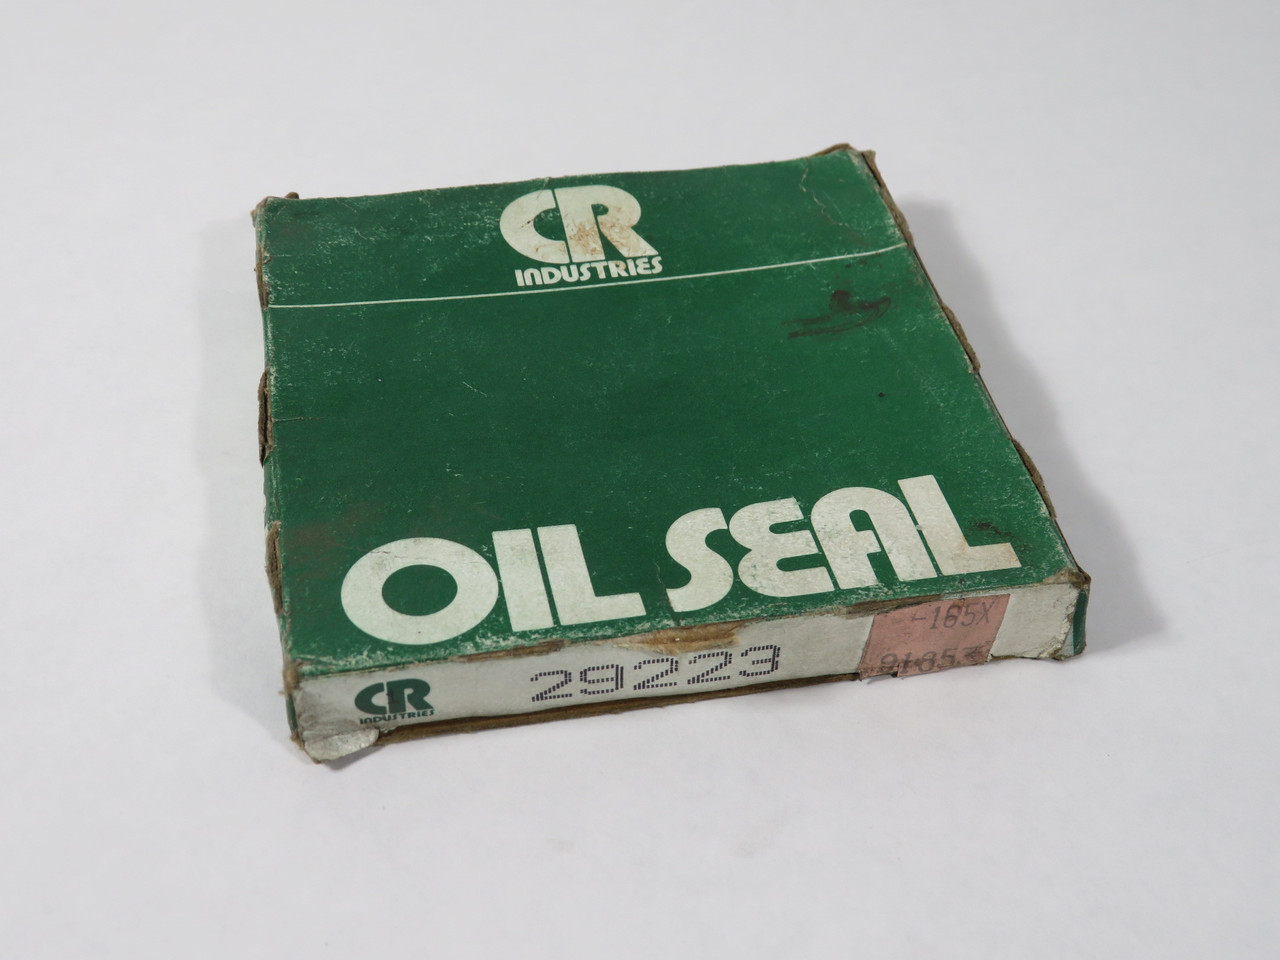 CR
INDUSTRIES
OIL SEAL
CR
INDUSTRIES
29223
-165X